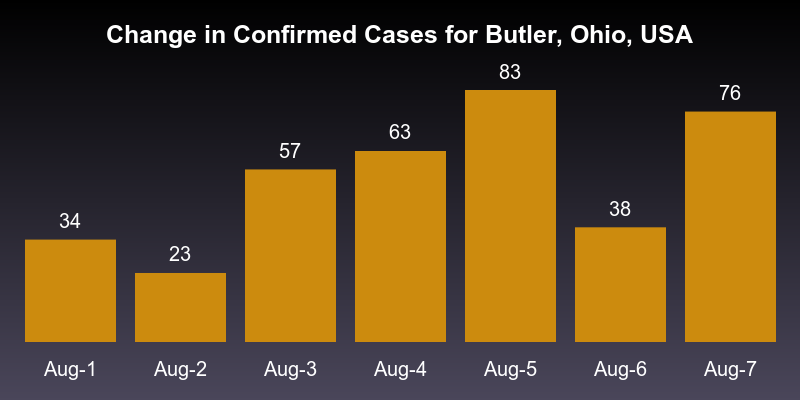 Change in Confirmed Cases for Butler, Ohio, USA
34 23 57 63 83 38 76
Aug-1 Aug-2 Aug-3 Aug-4 Aug-5 Aug-6 Aug-7